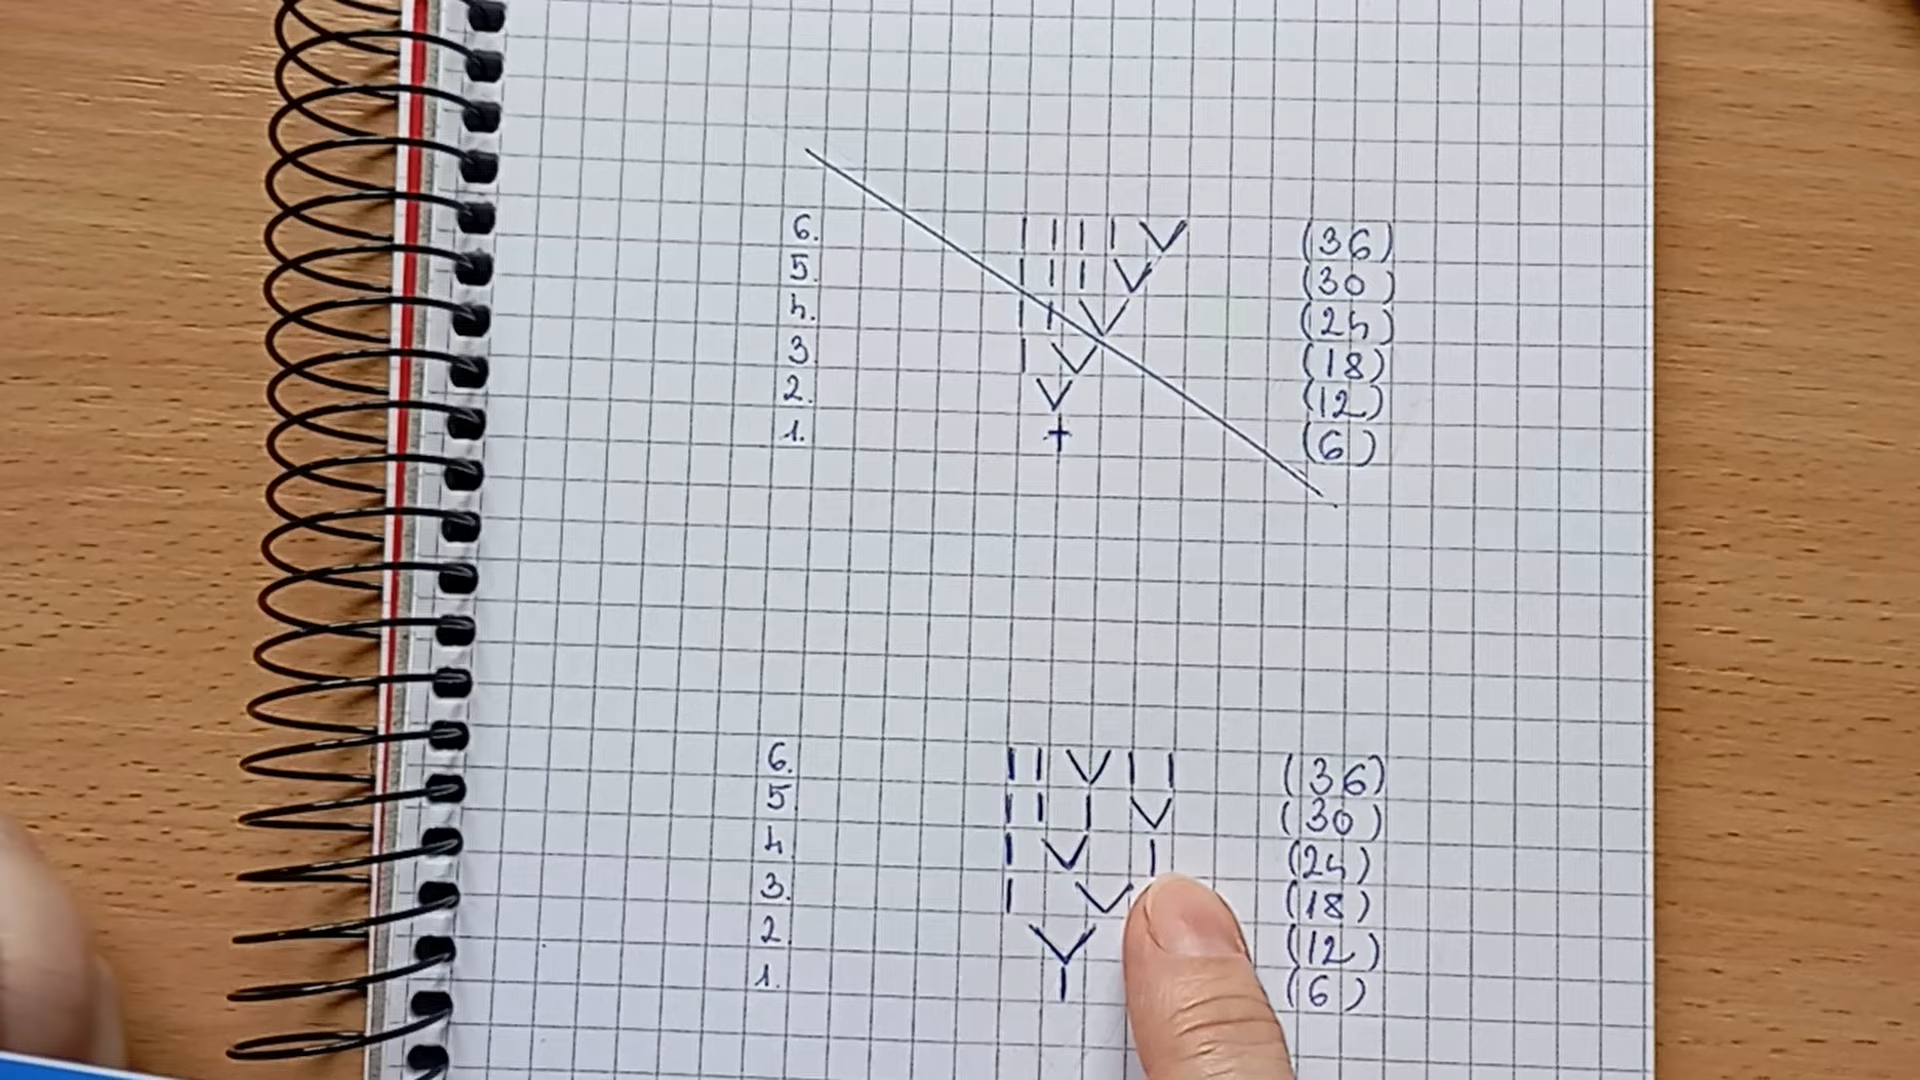 6. | | | | V (36)
5. | | | V (30)
4. | | V (24)
3 | V (18)
2. V (12)
1. + (6)
6. | | V | | (36)
5 | | | V (30)
4 | V | (24)
3. | V (18)
2 V (12)
1. | (6)